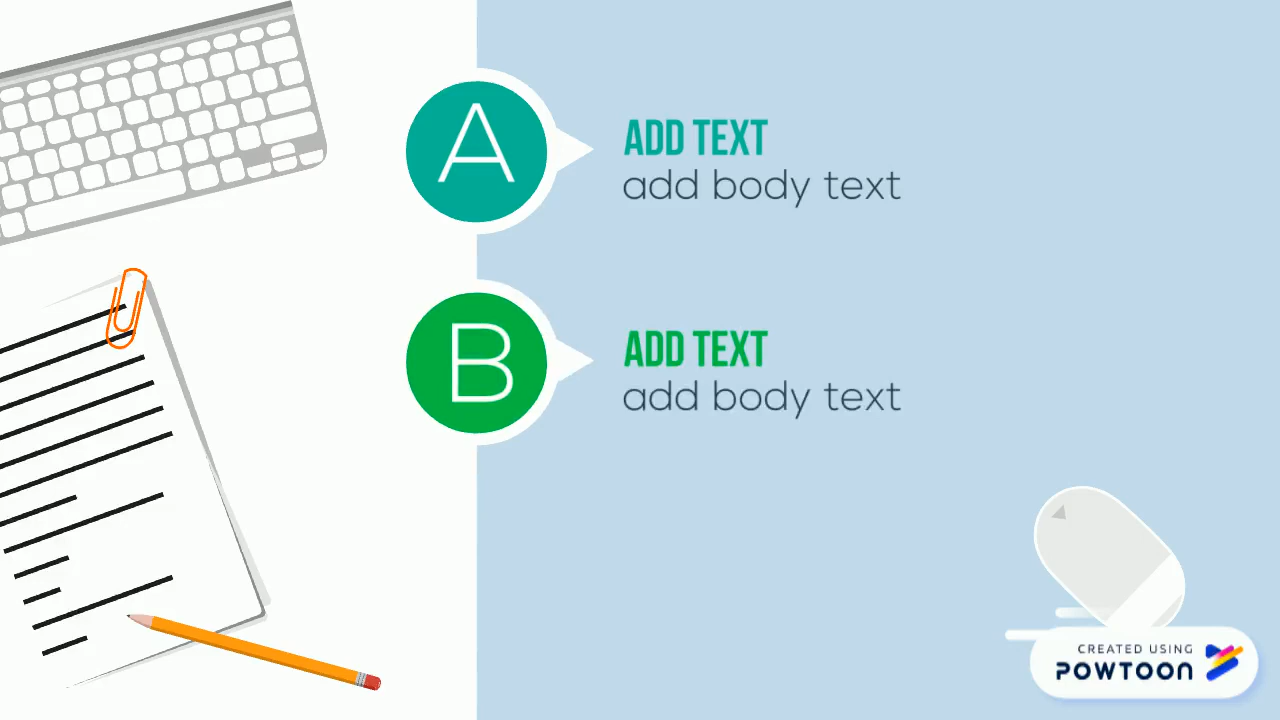 A
ADD TEXT
add body text
B
ADD TEXT
add body text
CREATED USING
POWTOON